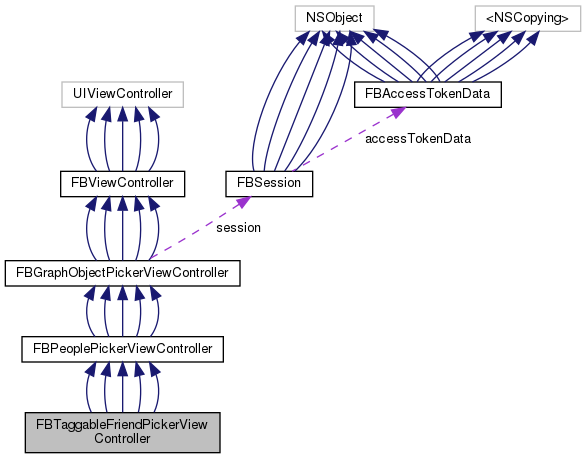 NSObject
<NSCopying>
UIViewController
FBAccessTokenData
accessTokenData
FBViewController
FBSession
session
FBGraphObjectPickerViewController
FBPeoplePickerViewController
FBTaggableFriendPickerView
Controller